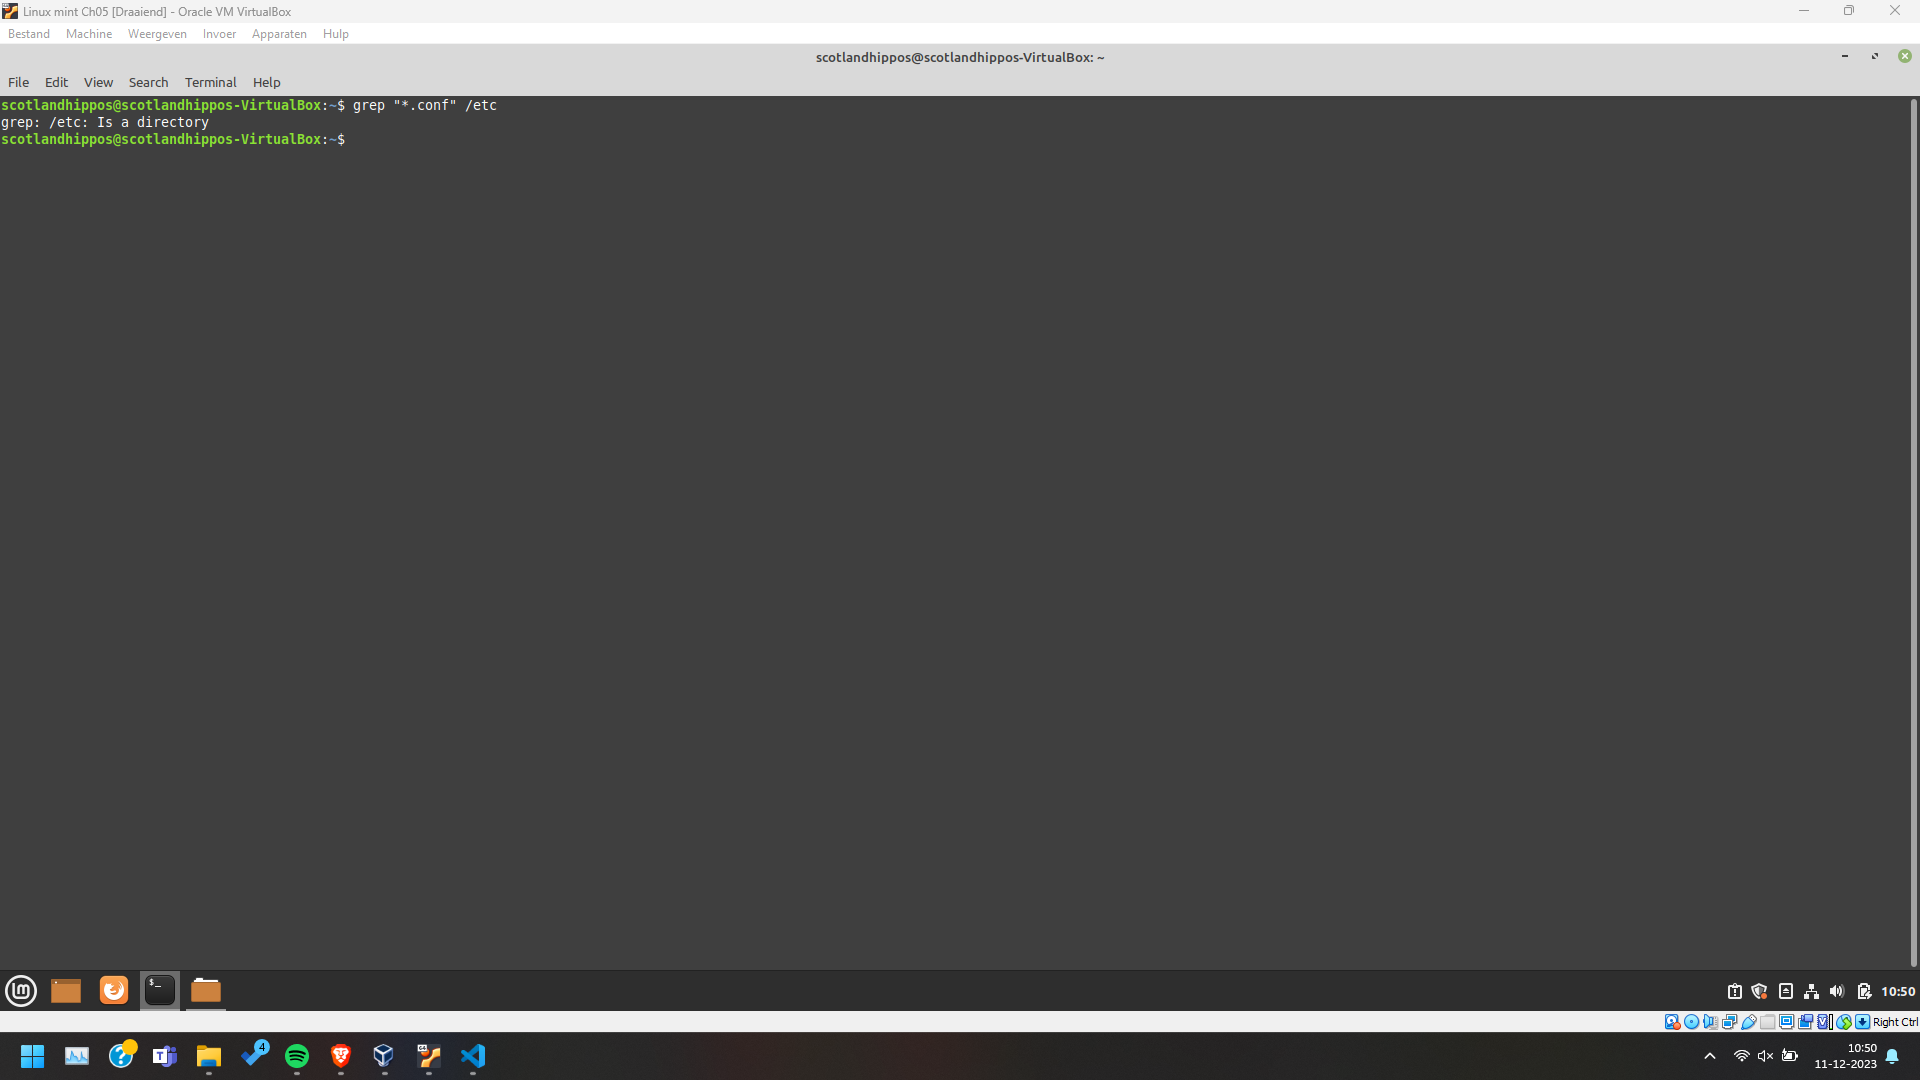 Linux mint Ch05 [Draaiend] - Oracle VM VirtualBox
Bestand Machine Weergeven Invoer Apparaten Hulp
scotlandhippos@scotlandhippos-VirtualBox: ~
File Edit View Search Terminal Help
scotlandhippos@scotlandhippos-VirtualBox:~$ grep "*.conf" /etc
grep: /etc: Is a directory
scotlandhippos@scotlandhippos-VirtualBox:~$
10:50
Right Ctrl
4
10:50
11-12-2023